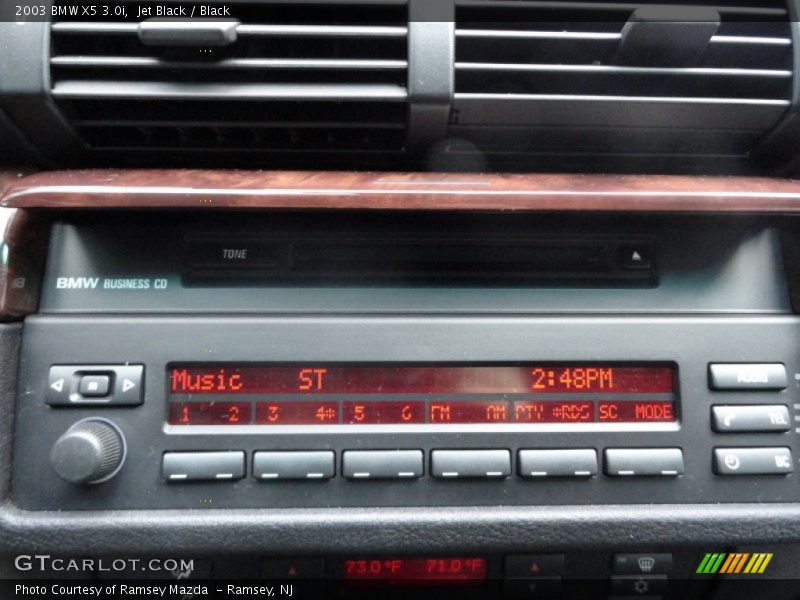 2003 BMW X5 3.0i, Jet Black / Black
TONE
BMW BUSINESS CD
Music ST 2:48PM
1 2 3 4* 5 6 FM AM PTY *RDS SC MODE
TEL
BC
73.0°F 71.0°F
GTCARLOT.COM
Photo Courtesy of Ramsey Mazda - Ramsey, NJ